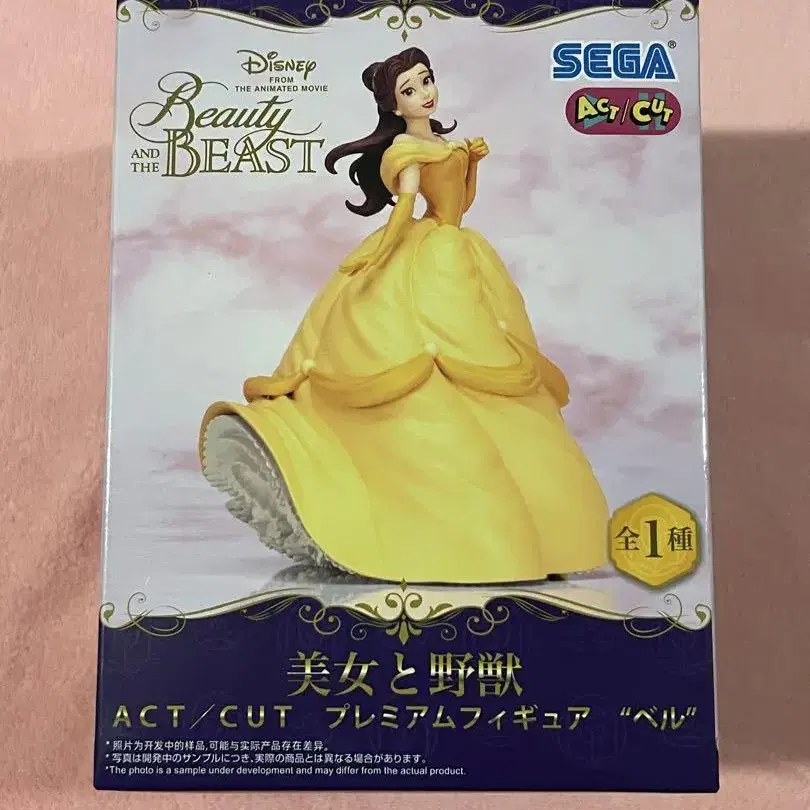 Disney
FROM
THE ANIMATED MOVIE
Beauty
AND THE BEAST
SEGA®
ACT/CUT
全1種
美女と野獣
ACT/CUT プレミアムフィギュア “ベル”
*照片为开发中的样品,可能与实际产品存在差异。
*写真は開発中のサンプルにつき、実際の商品とは異なる場合があります。
*The photo is a sample under development and may differ from the actual product.